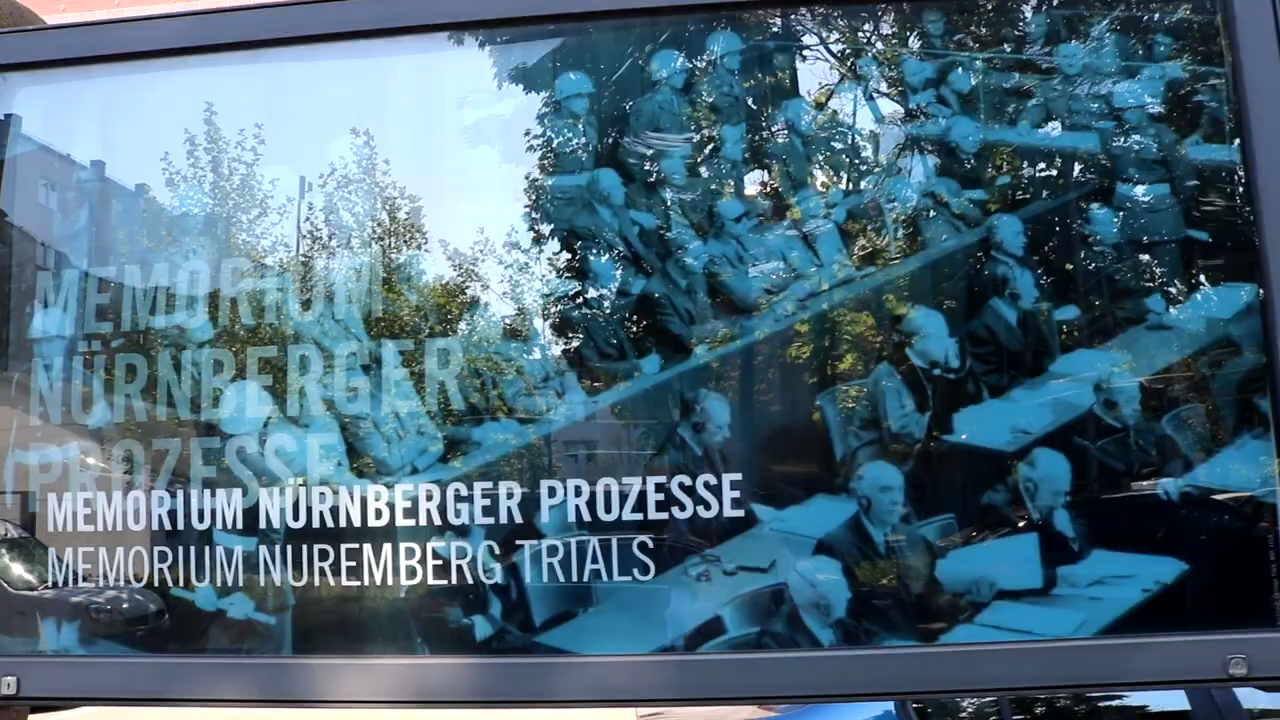 MEMORIUM
NÜRNBERGER
PROZESSE
MEMORIUM NÜRNBERGER PROZESSE
MEMORIUM NUREMBERG TRIALS